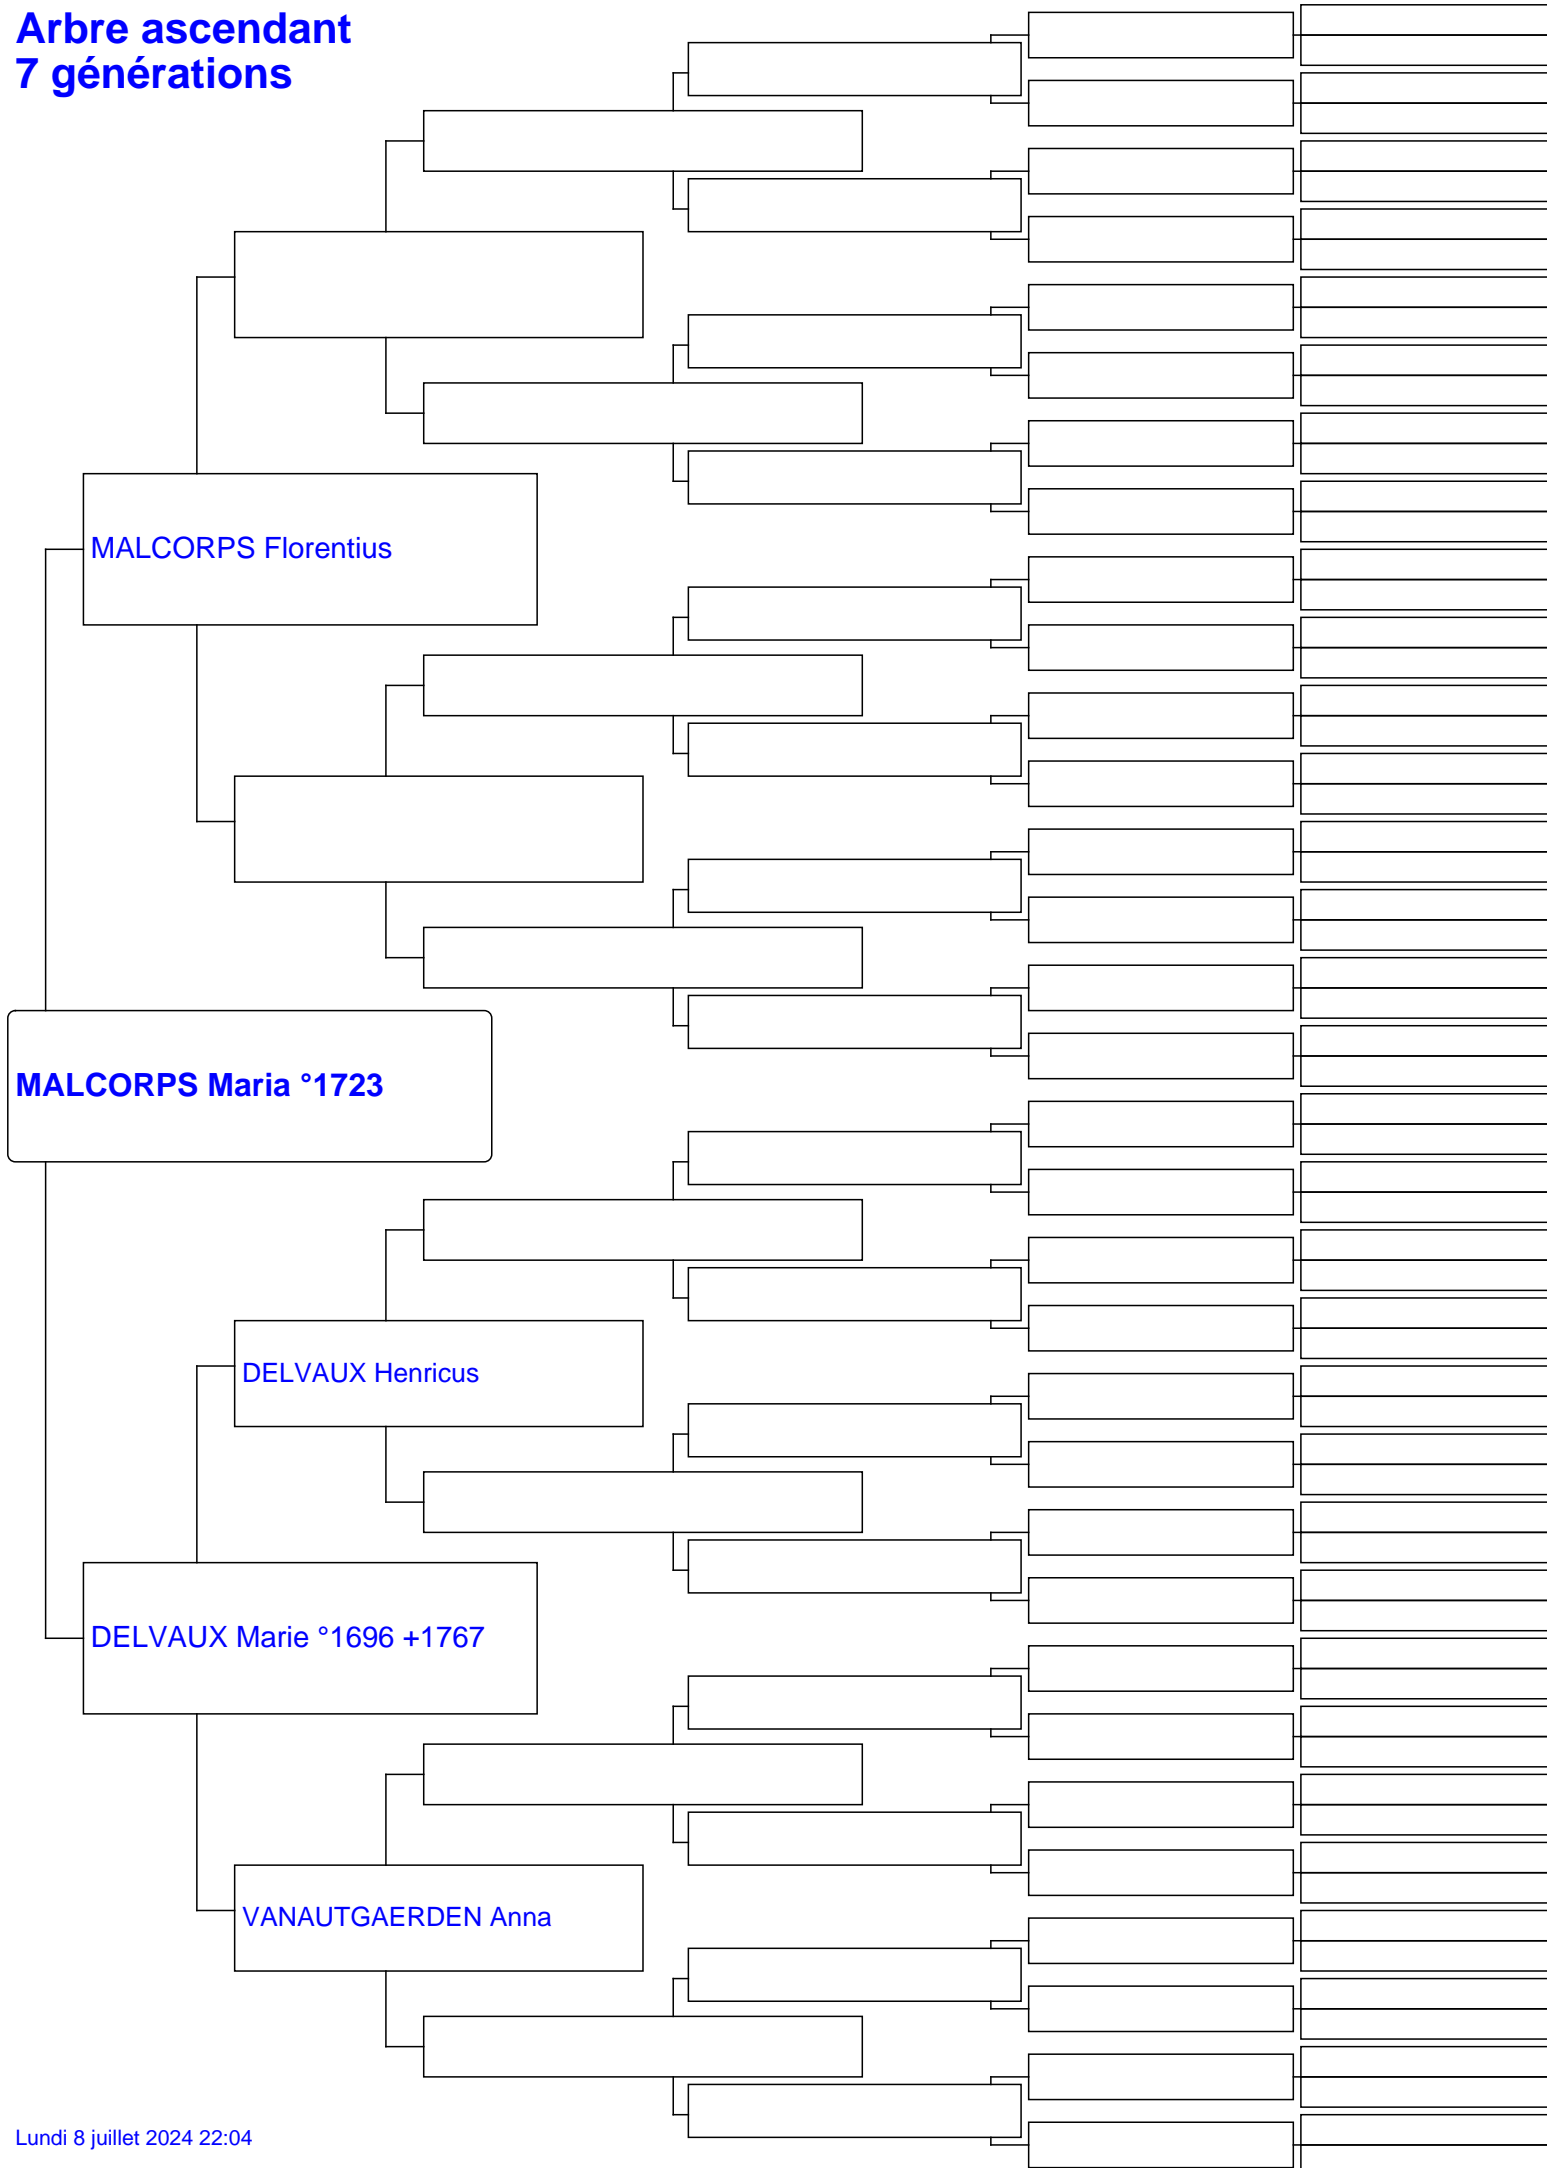 Arbre ascendant
7 générations
MALCORPS Florentius
MALCORPS Maria °1723
DELVAUX Henricus
DELVAUX Marie °1696 +1767
VANAUTGAERDEN Anna
Lundi 8 juillet 2024 22:04